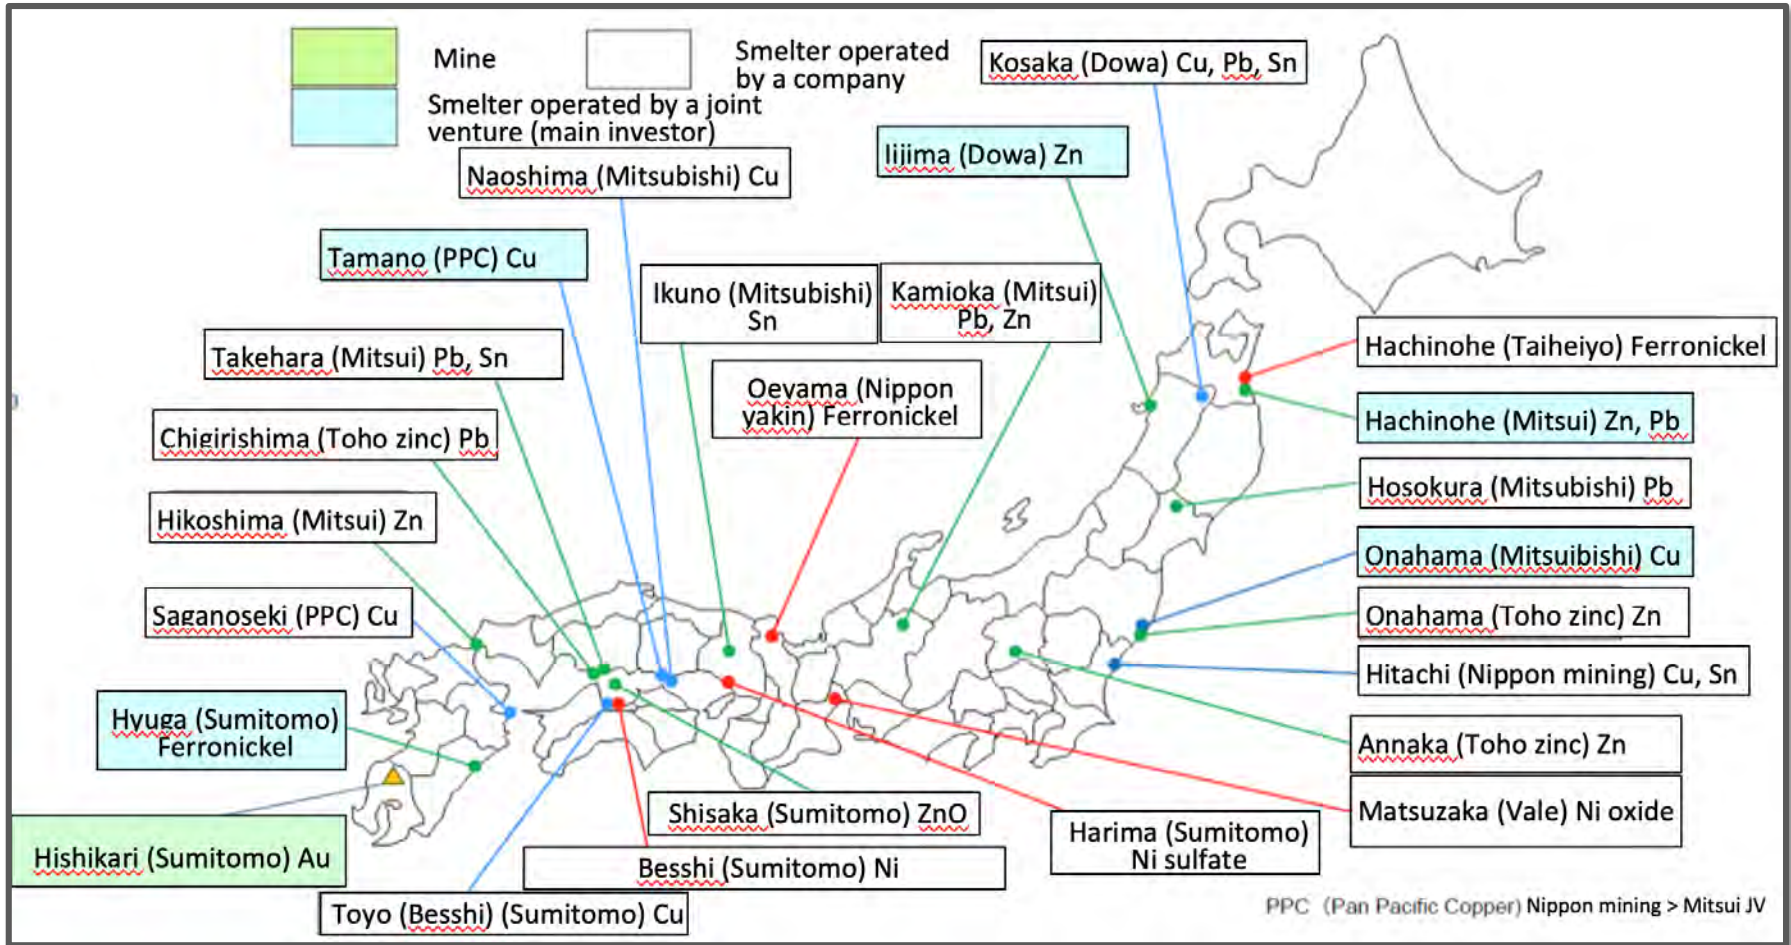 Mine
Smelter operated
by a company
Smelter operated by a joint
venture (main investor)
Kosaka (Dowa) Cu, Pb, Sn
Iijima (Dowa) Zn
Naoshima (Mitsubishi) Cu
Tamano (PPC) Cu
Ikuno (Mitsubishi)
Sn
Kamioka (Mitsui)
Pb, Zn
Takehara (Mitsui) Pb, Sn
Oeyama (Nippon
yakin) Ferronickel
Hachinohe (Taiheiyo) Ferronickel
Chigirishima (Toho zinc) Pb
Hachinohe (Mitsui) Zn, Pb
Hikoshima (Mitsui) Zn
Hosokura (Mitsubishi) Pb
Onahama (Mitsuibishi) Cu
Saganoseki (PPC) Cu
Onahama (Toho zinc) Zn
Hitachi (Nippon mining) Cu, Sn
Hyuga (Sumitomo)
Ferronickel
Annaka (Toho zinc) Zn
Matsuzaka (Vale) Ni oxide
Shisaka (Sumitomo) ZnO
Harima (Sumitomo)
Ni sulfate
Hishikari (Sumitomo) Au
Besshi (Sumitomo) Ni
Toyo (Besshi) (Sumitomo) Cu
PPC (Pan Pacific Copper) Nippon mining > Mitsui JV